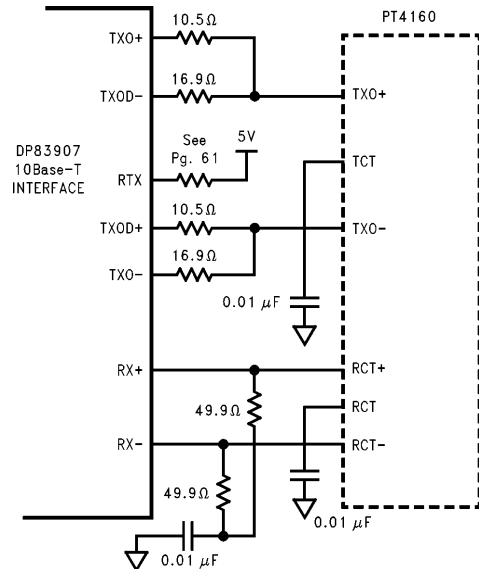 PT4160
10.5Ω
TXO+
16.9Ω
TXOD-
TXO+
DP83907
10Base-T
INTERFACE
See
Pg. 61
5V
TCT
RTX
10.5Ω
TXOD+
TXO-
16.9Ω
TXO-
0.01 μF
RX+
RCT+
49.9Ω
RCT
RX-
RCT-
49.9Ω
0.01 μF
0.01 μF